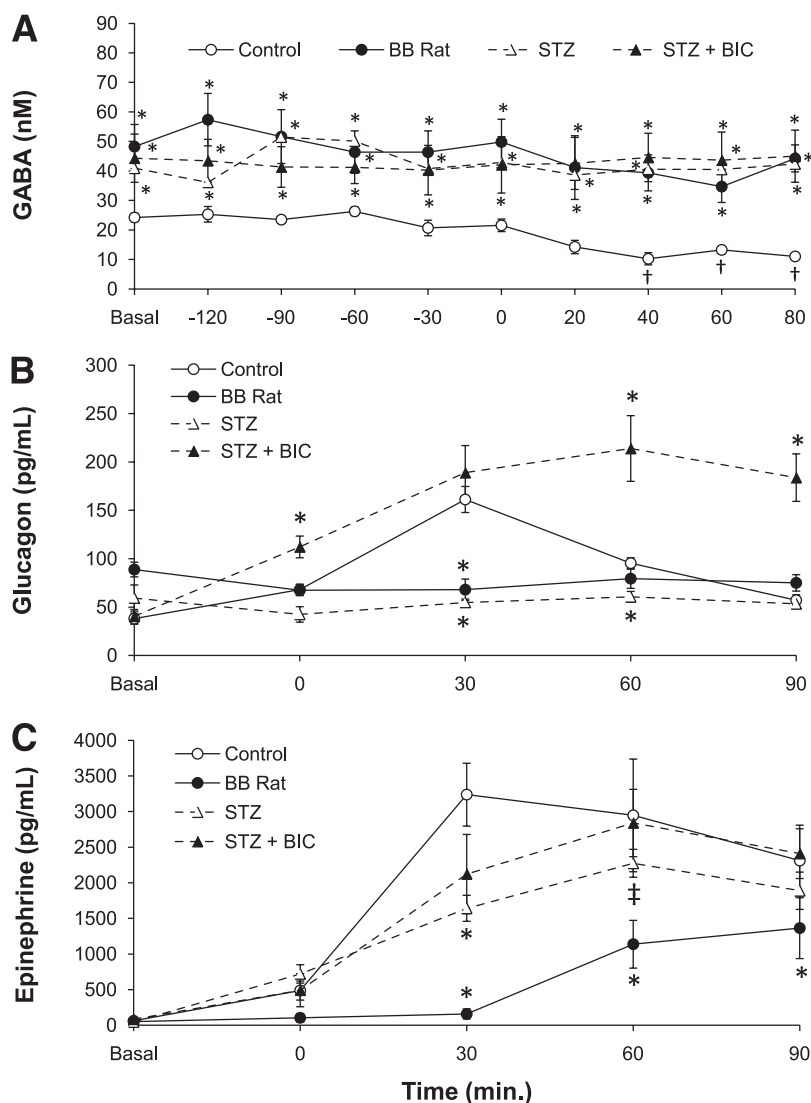 A
GABA (nM)
90
80
70
60
50
40
30
20
10
0
Control
BB Rat
STZ
STZ + BIC
* * * * * * * * * *
* * * * * * * * * *
* * * * * * * * * *
† † †
Basal -120 -90 -60 -30 0 20 40 60 80
B
Glucagon (pg/mL)
300
250
200
150
100
50
0
Control
BB Rat
STZ
STZ + BIC
* * *
* * *
Basal 0 30 60 90
C
Epinephrine (pg/mL)
4000
3500
3000
2500
2000
1500
1000
500
0
Control
BB Rat
STZ
STZ + BIC
‡
* * * *
Basal 0 30 60 90
Time (min.)